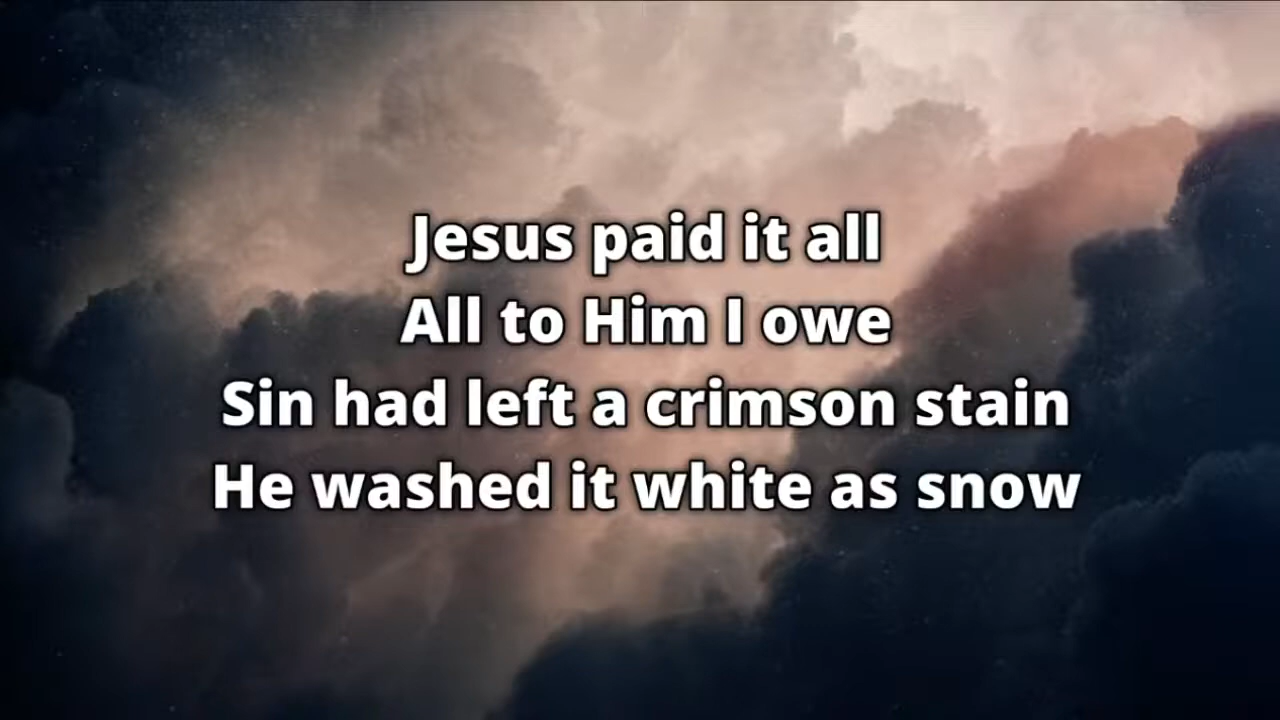 Jesus paid it all
All to Him I owe
Sin had left a crimson stain
He washed it white as snow